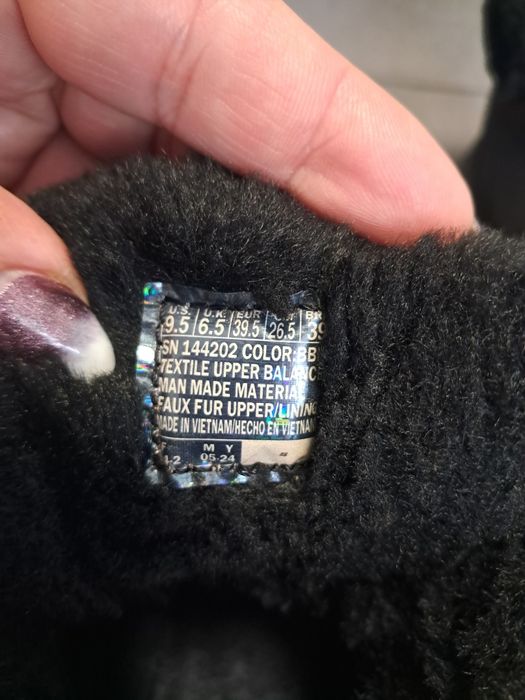 U.S. U.K. EUR BR
9.5 6.5 39.5 26.5 39
SN 144202 COLOR:BB
TEXTILE UPPER BALANC
MAN MADE MATERIA
FAUX FUR UPPER/LINING
MADE IN VIETNAM/HECHO EN VIETNAM
M Y
05-24